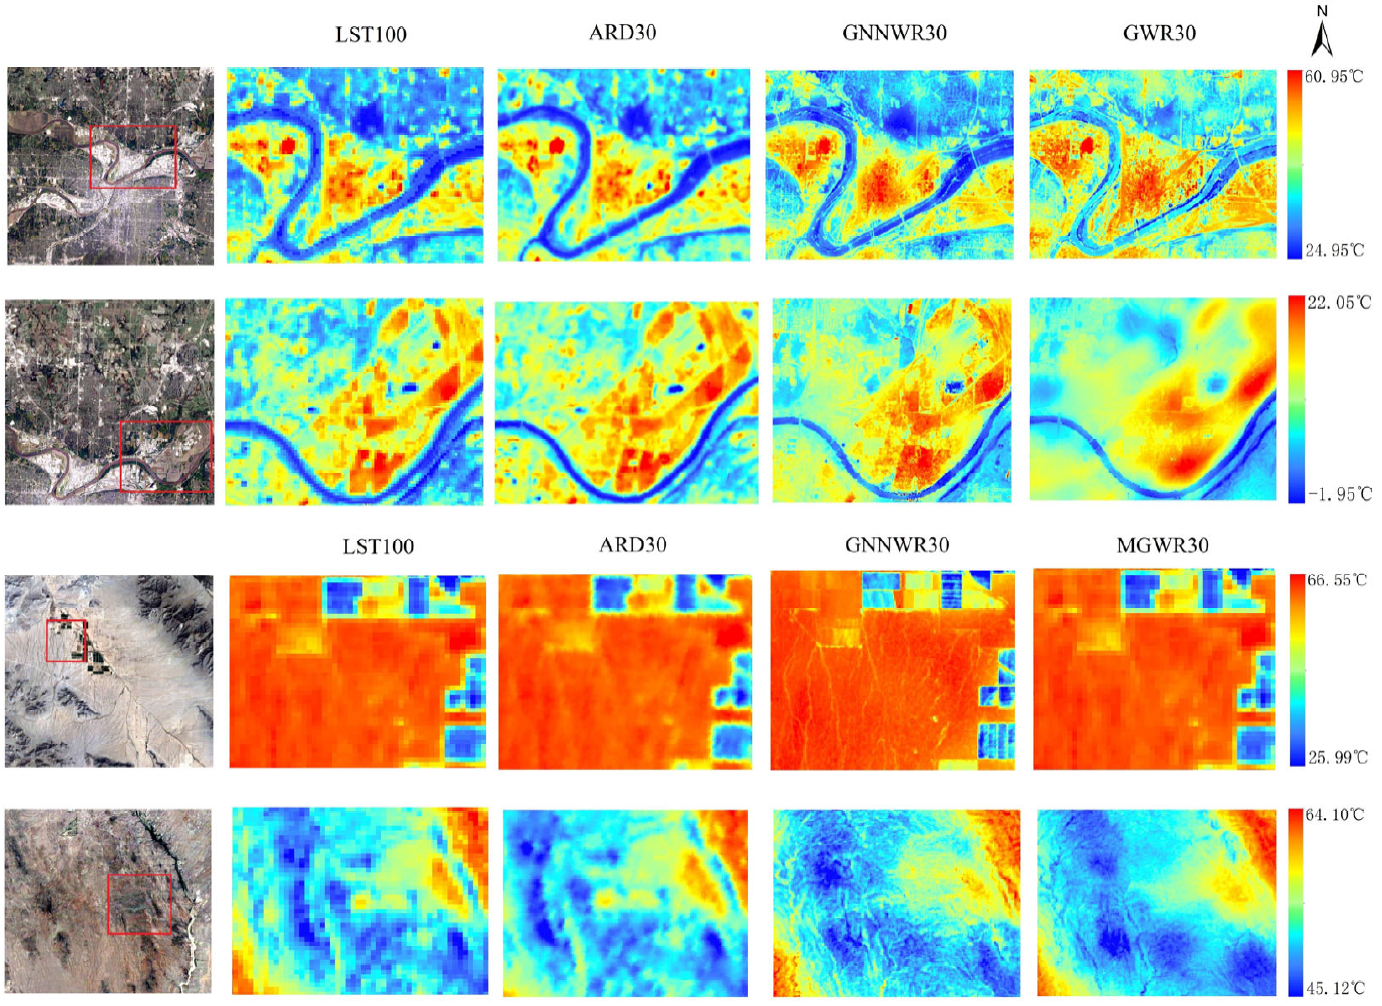 N
LST100 ARD30 GNNWR30 GWR30
60.95℃
24.95℃
22.05℃
-1.95℃
LST100 ARD30 GNNWR30 MGWR30
66.55℃
25.99℃
64.10℃
45.12℃